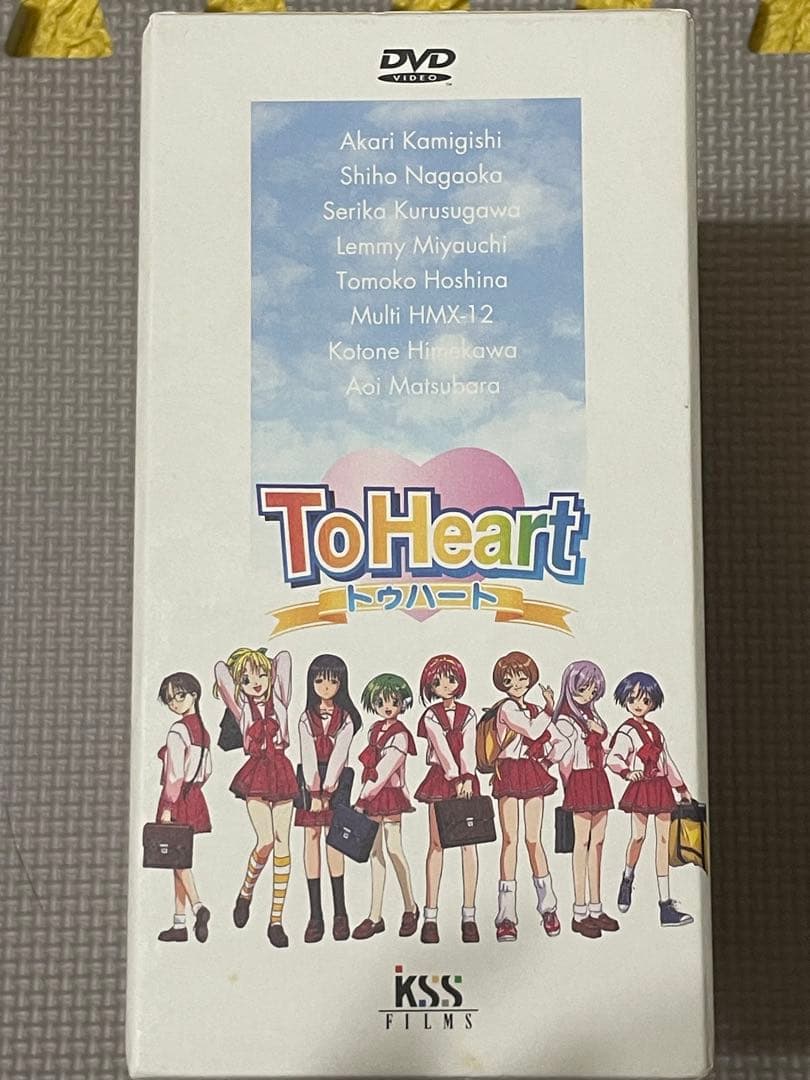 DVD
VIDEO
Akari Kamigishi
Shiho Nagaoka
Serika Kurusugawa
Lemmy Miyauchi
Tomoko Hoshina
Multi HMX-12
Kotone Himekawa
Aoi Matsubara
ToHeart
トゥハート
KSS
FILMS